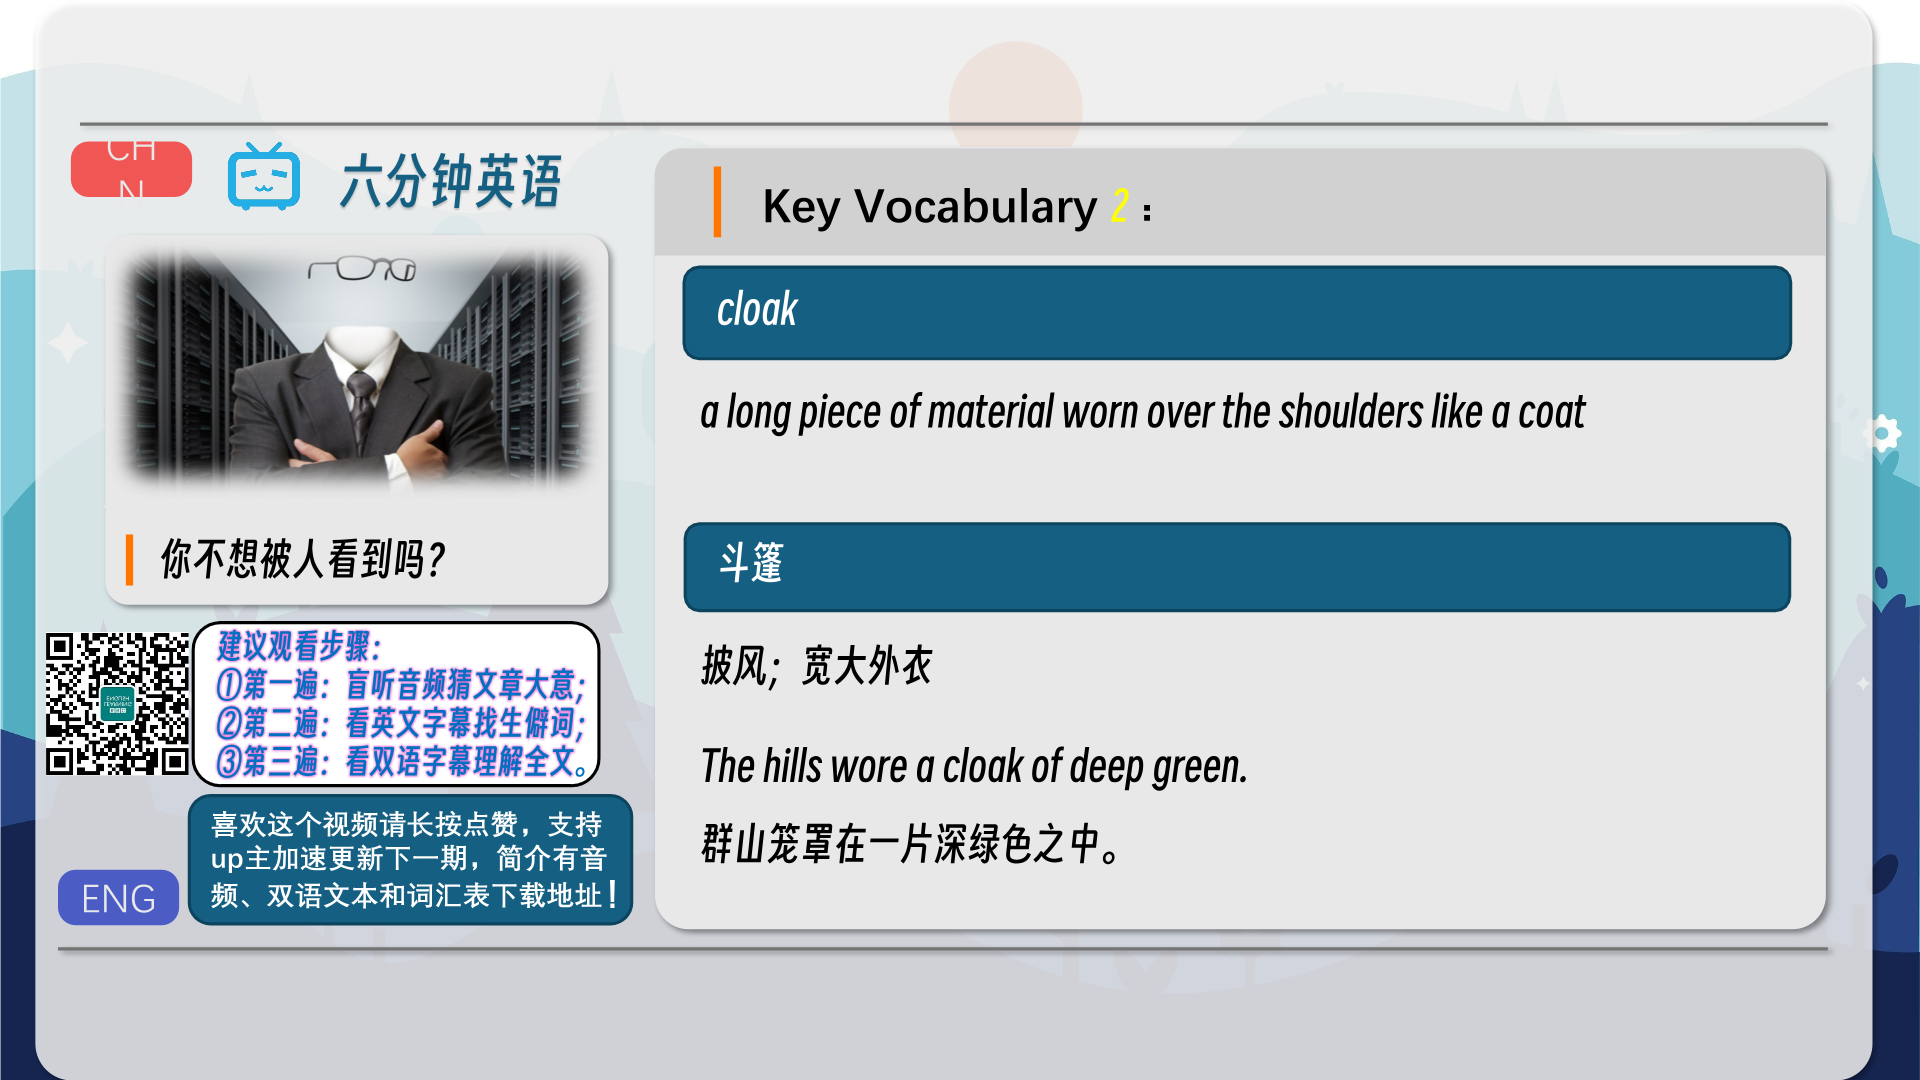 CH
N
六分钟英语
你不想被人看到吗？
建议观看步骤：
①第一遍：盲听音频猜文章大意；
②第二遍：看英文字幕找生僻词；
③第三遍：看双语字幕理解全文。
喜欢这个视频请长按点赞，支持
up主加速更新下一期，简介有音
频、双语文本和词汇表下载地址！
ENG
Key Vocabulary 2：
cloak
a long piece of material worn over the shoulders like a coat
斗篷
披风；宽大外衣
The hills wore a cloak of deep green.
群山笼罩在一片深绿色之中。